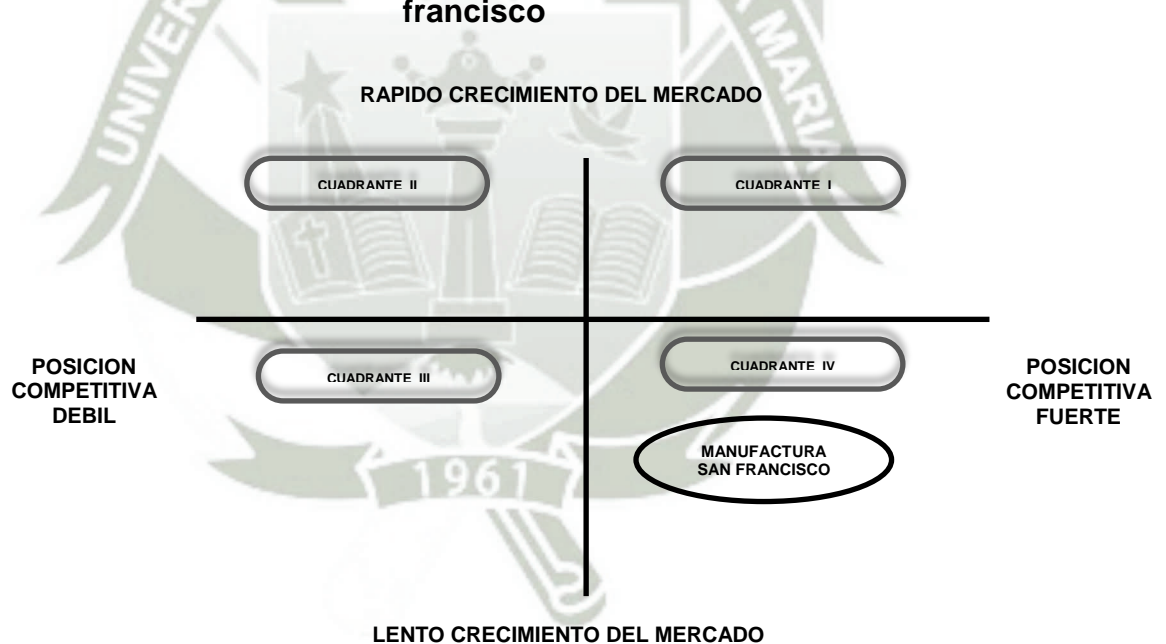 francisco
RAPIDO CRECIMIENTO DEL MERCADO
CUADRANTE II
CUADRANTE I
POSICION
COMPETITIVA
DEBIL
CUADRANTE III
CUADRANTE IV
POSICION
COMPETITIVA
FUERTE
MANUFACTURA
SAN FRANCISCO
1961
LENTO CRECIMIENTO DEL MERCADO